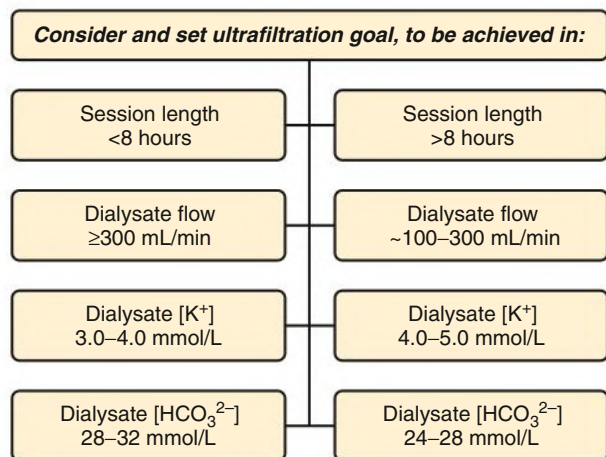 Consider and set ultrafiltration goal, to be achieved in:
Session length
<8 hours
Session length
>8 hours
Dialysate flow
≥300 mL/min
Dialysate flow
~100–300 mL/min
Dialysate [K⁺]
3.0–4.0 mmol/L
Dialysate [K⁺]
4.0–5.0 mmol/L
Dialysate [HCO₃²⁻]
28–32 mmol/L
Dialysate [HCO₃²⁻]
24–28 mmol/L